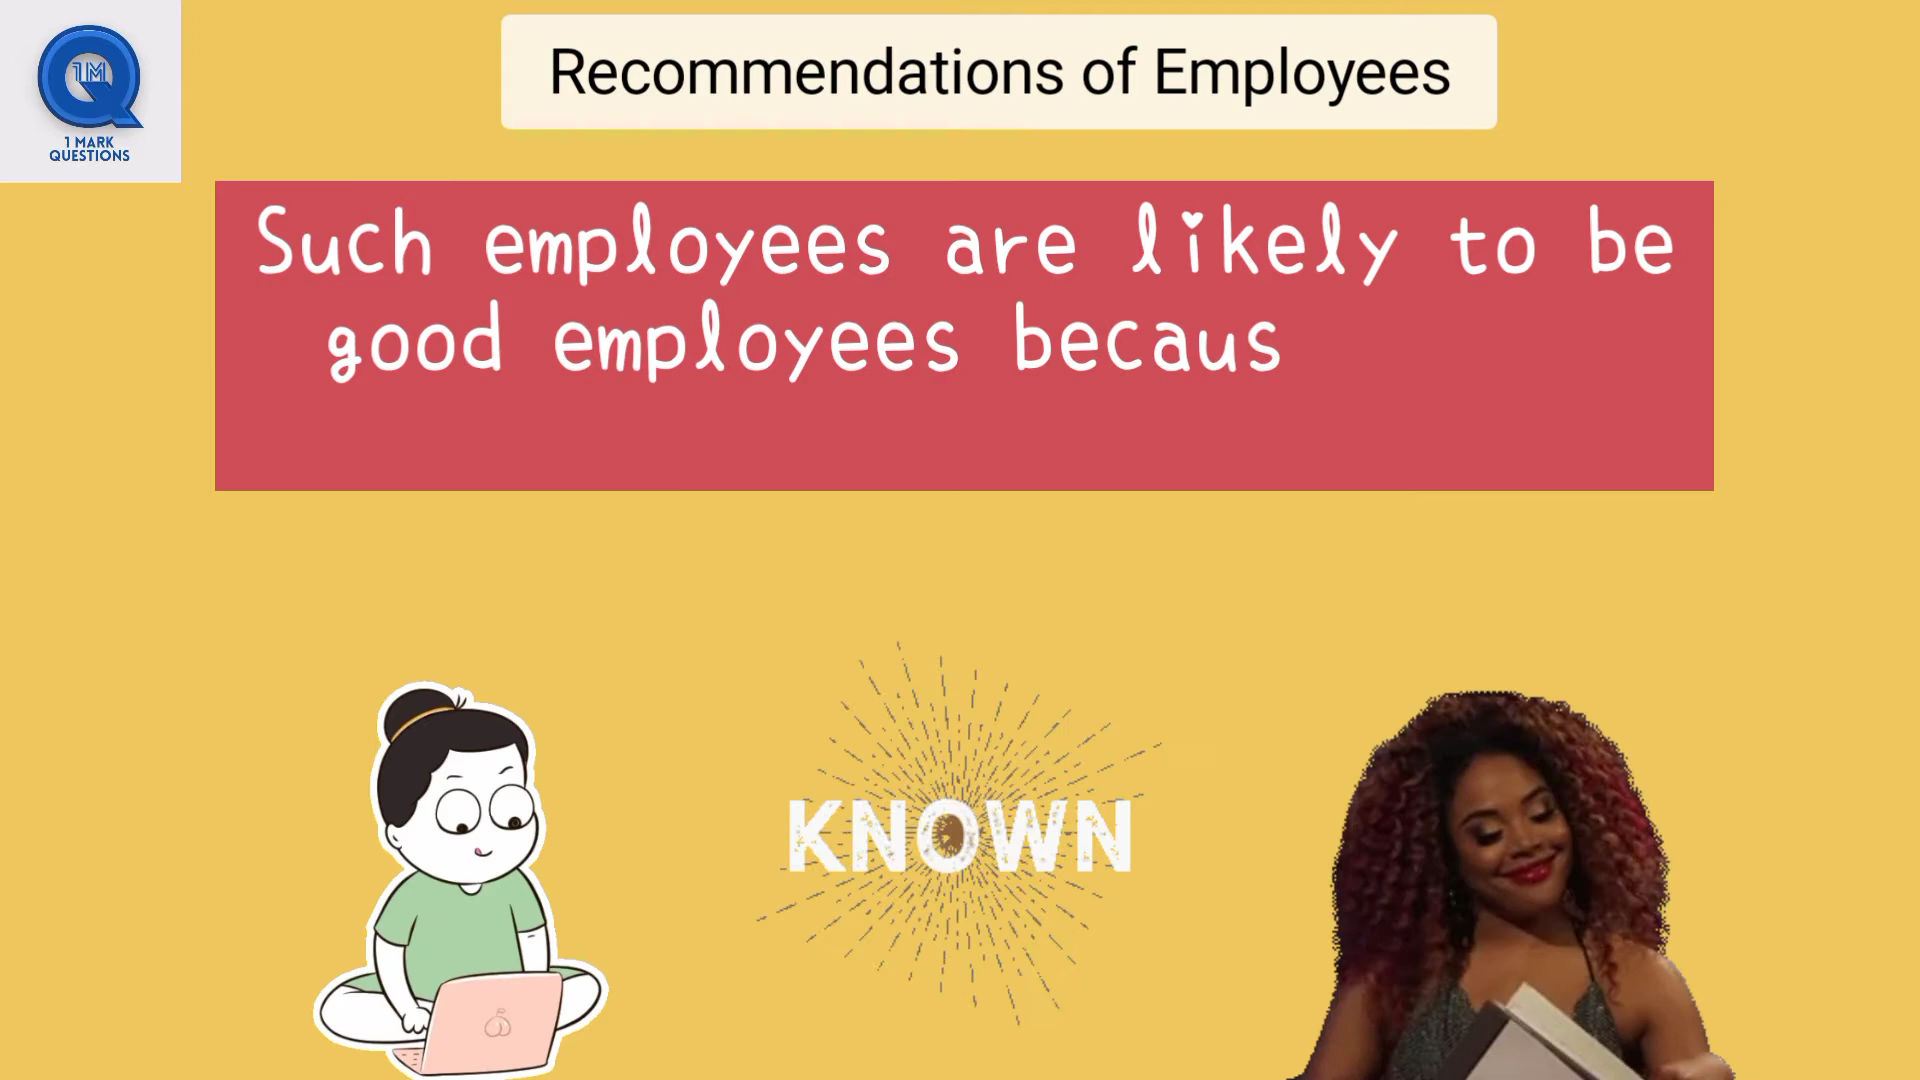 1M
1 MARK
QUESTIONS
Recommendations of Employees
Such employees are likely to be
good employees becaus
KNOWN